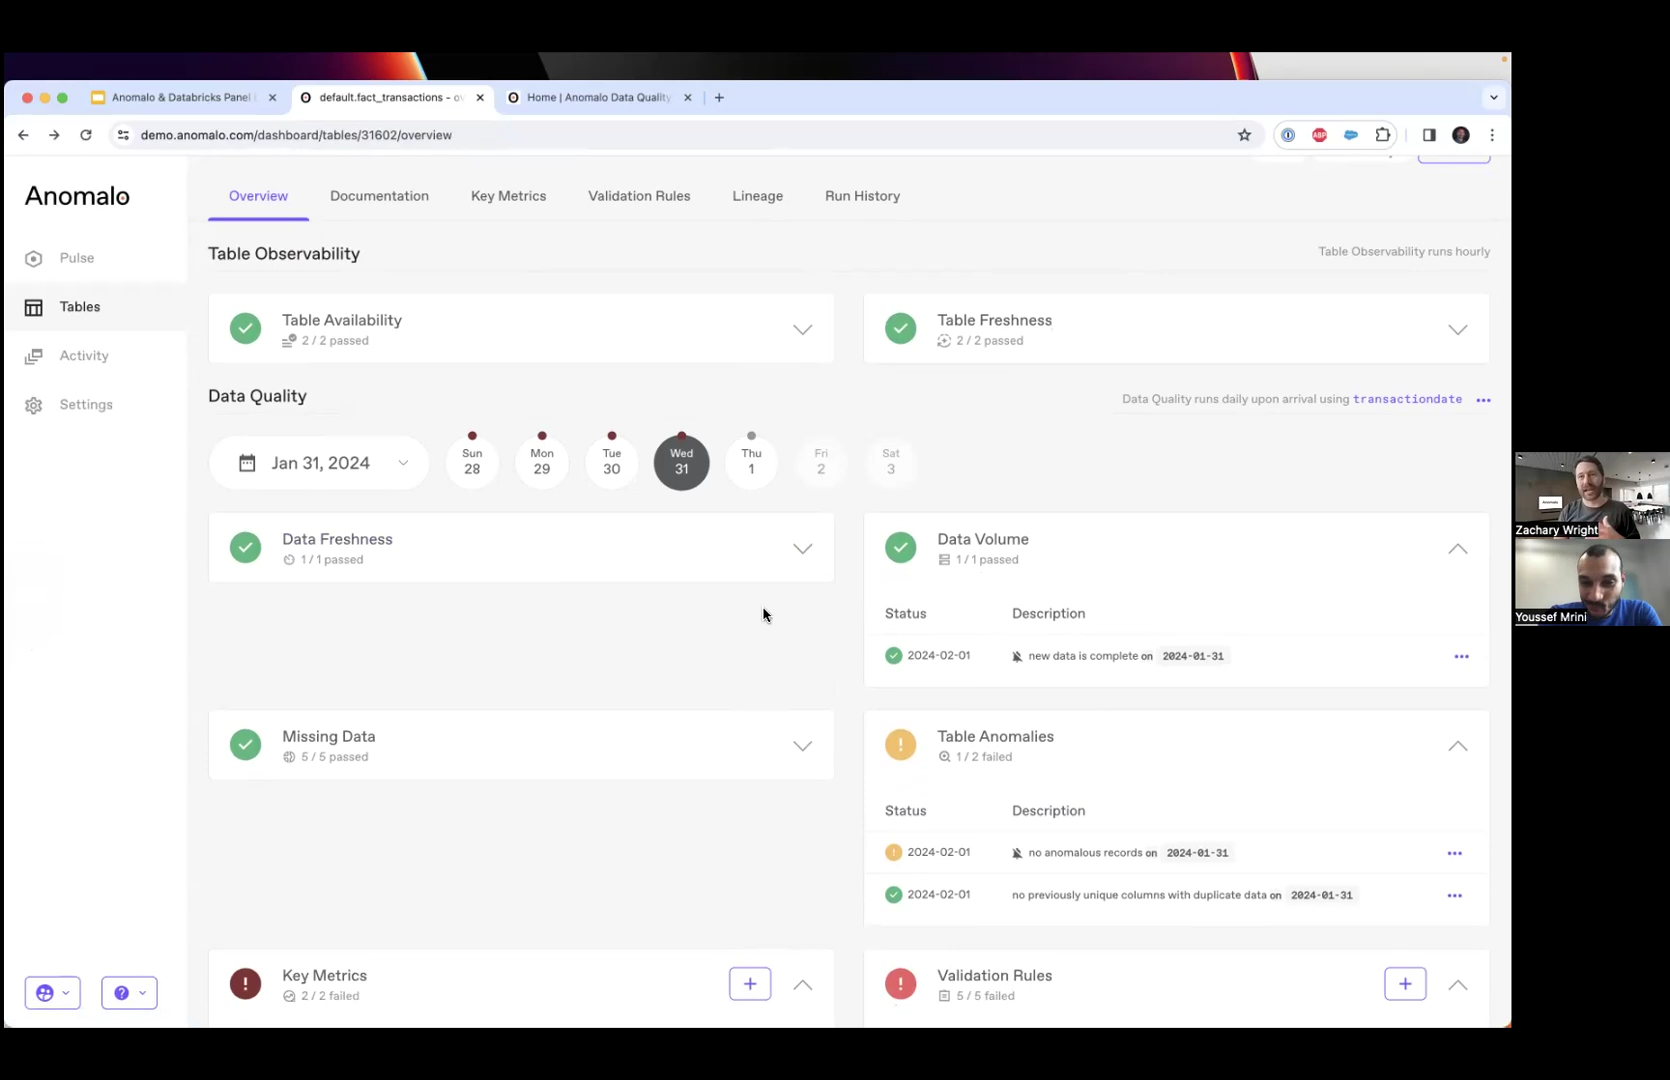 Anomalo & Databricks Panel
default.fact_transactions - ov
Home | Anomalo Data Quality
demo.anomalo.com/dashboard/tables/31602/overview
ABP
Anomalo
Pulse
Tables
Activity
Settings
Overview
Documentation
Key Metrics
Validation Rules
Lineage
Run History
Table Observability
Table Observability runs hourly
Table Availability
2 / 2 passed
Table Freshness
2 / 2 passed
Data Quality
Data Quality runs daily upon arrival using transactiondate
Jan 31, 2024
Sun
28
Mon
29
Tue
30
Wed
31
Thu
1
Fri
2
Sat
3
Data Freshness
1 / 1 passed
Data Volume
1 / 1 passed
Status
Description
2024-02-01
new data is complete on 2024-01-31
Missing Data
5 / 5 passed
Table Anomalies
1 / 2 failed
Status
Description
2024-02-01
no anomalous records on 2024-01-31
2024-02-01
no previously unique columns with duplicate data on 2024-01-31
Key Metrics
2 / 2 failed
Validation Rules
5 / 5 failed
Zachary Wright
Youssef Mrini